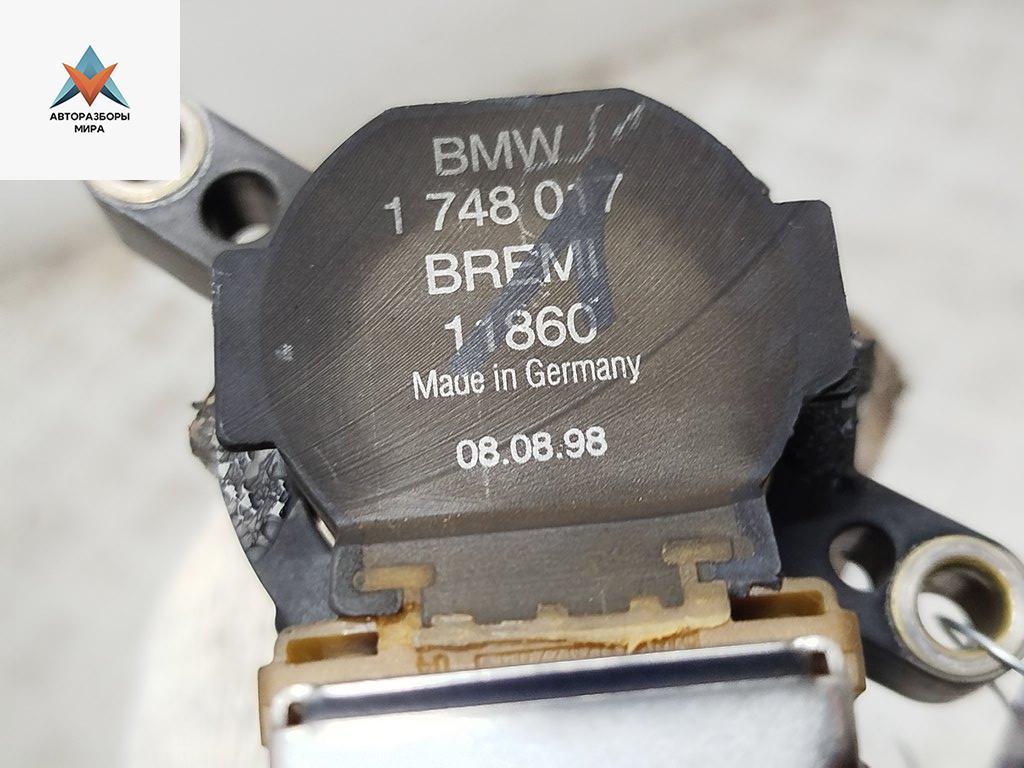 АВТОРАЗБОРЫ
МИРА
BMW
1 748 017
BREMI
11860
Made in Germany
08.08.98